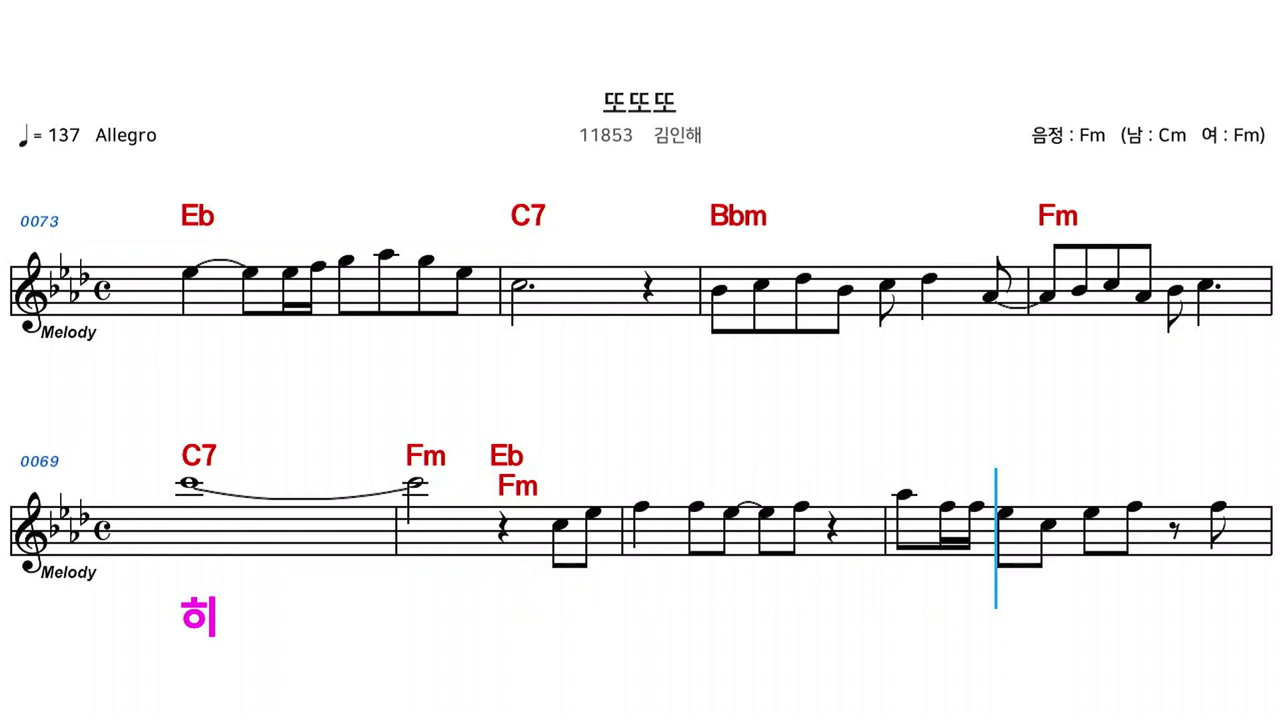 또또또
♩= 137 Allegro
11853 김인해
음정 : Fm (남 : Cm 여 : Fm)
0073
Eb C7 Bbm Fm
Melody
0069
C7 Fm Eb
Fm
Melody
히